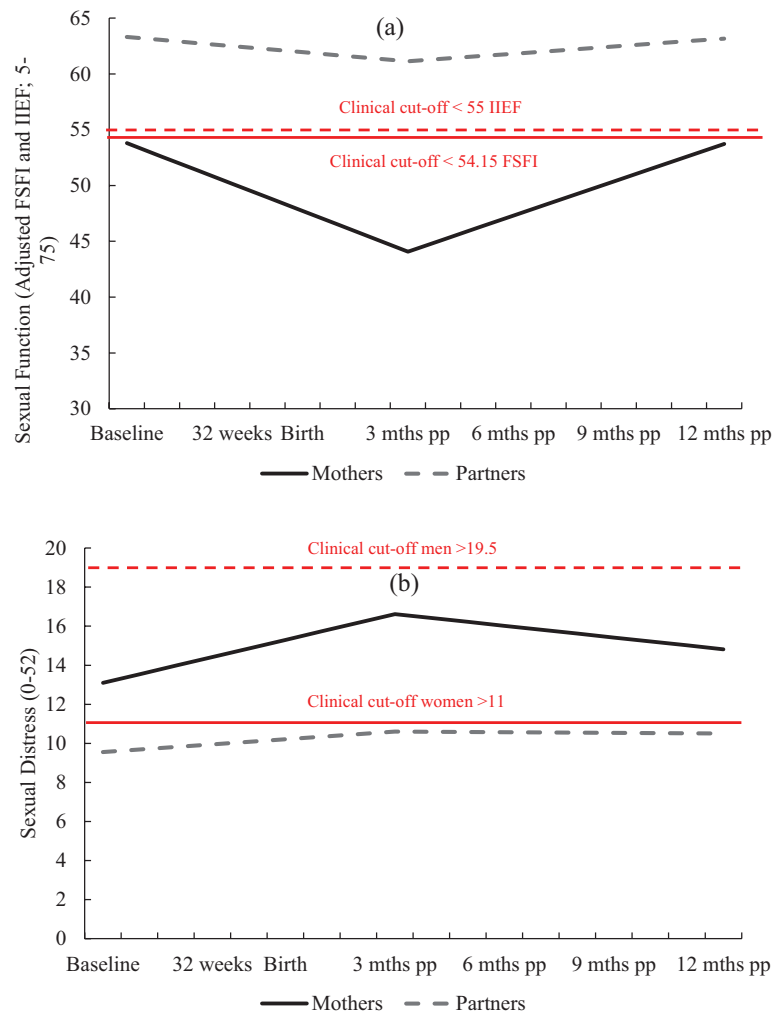 (a)
65
60
55
50
45
40
35
30
Sexual Function (Adjusted FSFI and IIEF; 5-
75)
Clinical cut-off < 55 IIEF
Clinical cut-off < 54.15 FSFI
Baseline 32 weeks Birth 3 mths pp 6 mths pp 9 mths pp 12 mths pp
Mothers Partners
20
18
16
14
12
10
8
6
4
2
0
Sexual Distress (0-52)
Clinical cut-off men >19.5
(b)
Clinical cut-off women >11
Baseline 32 weeks Birth 3 mths pp 6 mths pp 9 mths pp 12 mths pp
Mothers Partners